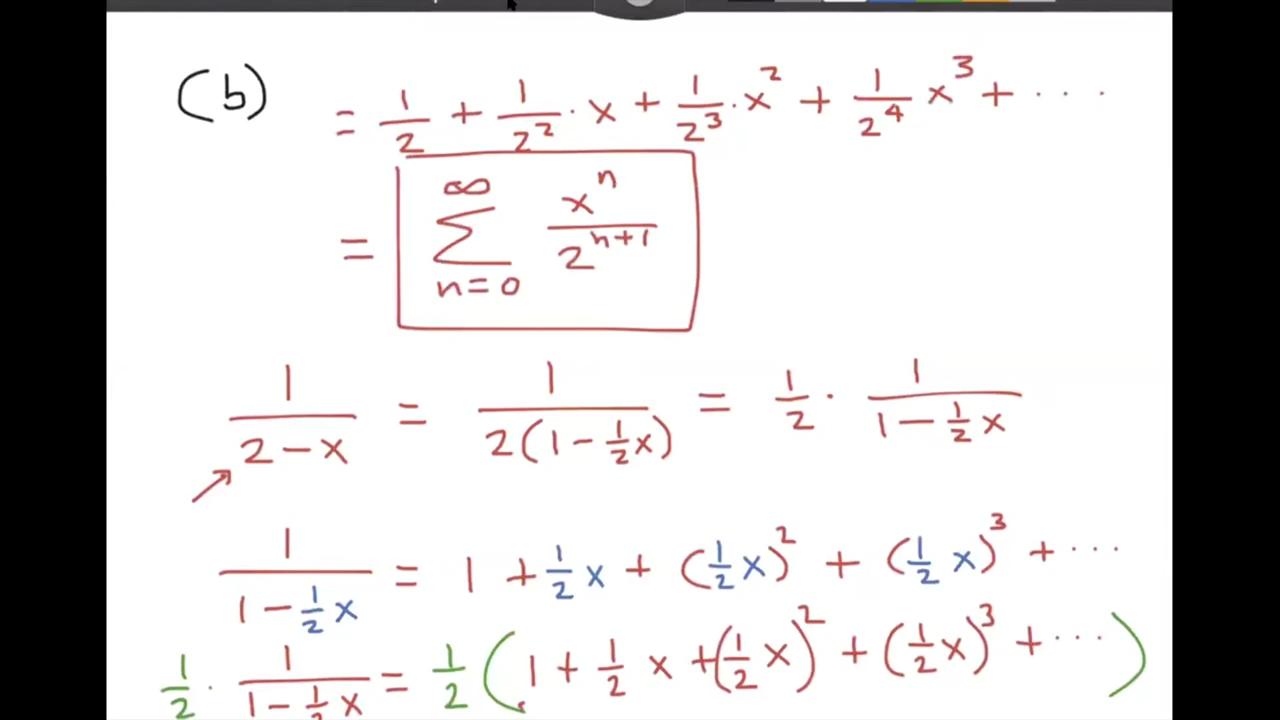 (b) = 1/2 + 1/2² · x + 1/2³ · x² + 1/2⁴ x³ + ....
= ∞ Σ n=0 xⁿ/2ⁿ⁺¹
1/(2 − x) = 1/(2(1 − 1/2 x)) = 1/2 · 1/(1 − 1/2 x)
1/(1 − 1/2 x) = 1 + 1/2 x + (1/2 x)² + (1/2 x)³ + ...
1/2 · 1/(1 − 1/2 x) = 1/2 (1 + 1/2 x + (1/2 x)² + (1/2 x)³ + ...)